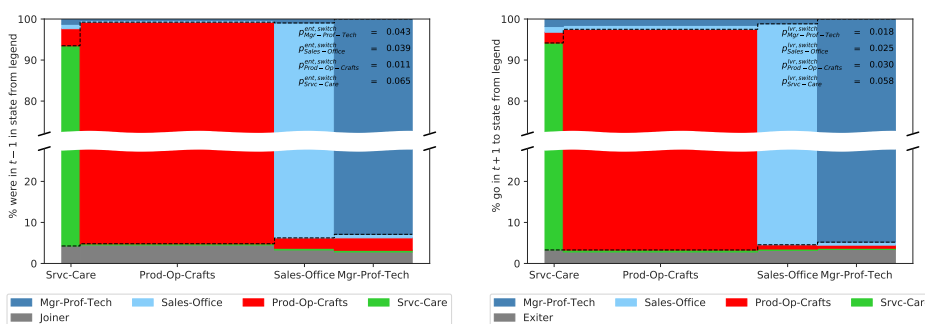 % were in t − 1 in state from legend
100
90
80
20
10
0
p^{ent,switch}_{Mgr−Prof−Tech} = 0.043
p^{ent,switch}_{Sales−Office} = 0.039
p^{ent,switch}_{Prod−Op−Crafts} = 0.011
p^{ent,switch}_{Srvc−Care} = 0.065
Srvc-Care Prod-Op-Crafts Sales-Office Mgr-Prof-Tech
Mgr-Prof-Tech Sales-Office Prod-Op-Crafts Srvc-Care
Joiner
% go in t + 1 to state from legend
100
90
80
20
10
0
p^{lvr,switch}_{Mgr−Prof−Tech} = 0.018
p^{lvr,switch}_{Sales−Office} = 0.025
p^{lvr,switch}_{Prod−Op−Crafts} = 0.030
p^{lvr,switch}_{Srvc−Care} = 0.058
Srvc-Care Prod-Op-Crafts Sales-Office Mgr-Prof-Tech
Mgr-Prof-Tech Sales-Office Prod-Op-Crafts Srvc-Care
Exiter